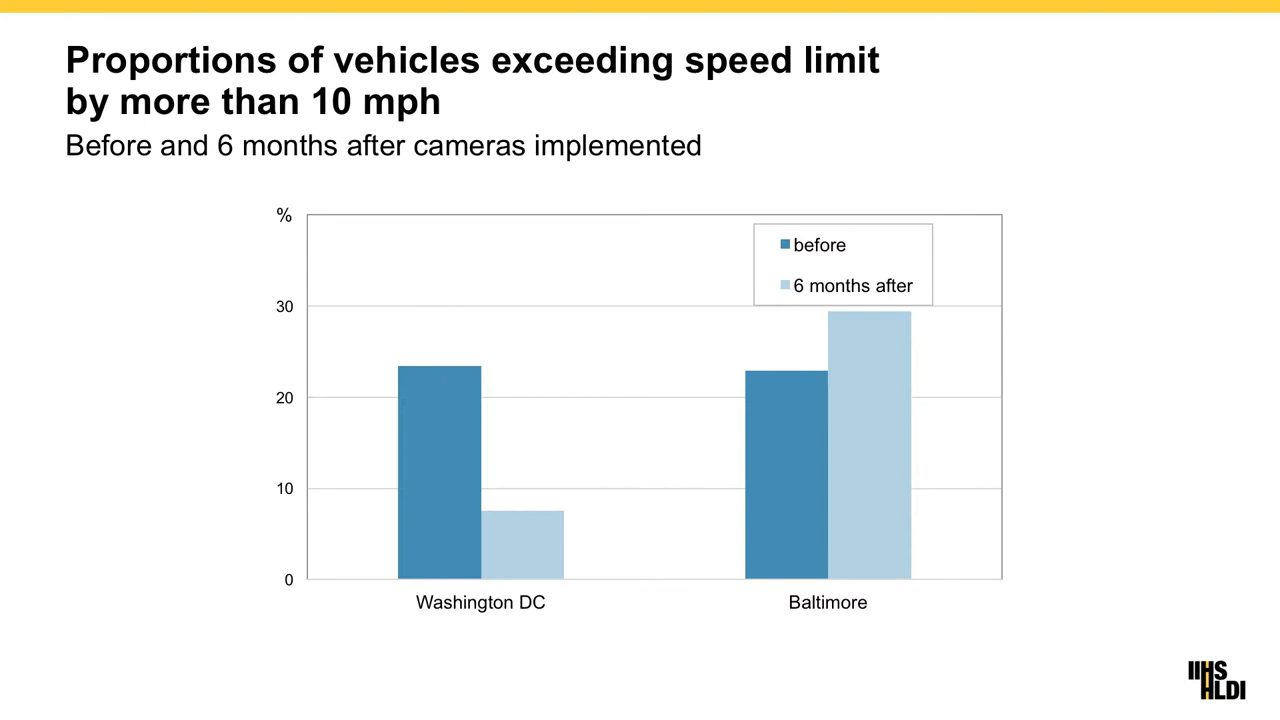 Proportions of vehicles exceeding speed limit
by more than 10 mph
Before and 6 months after cameras implemented
%
before
6 months after
30
20
10
0
Washington DC
Baltimore
IIHS
HLDI